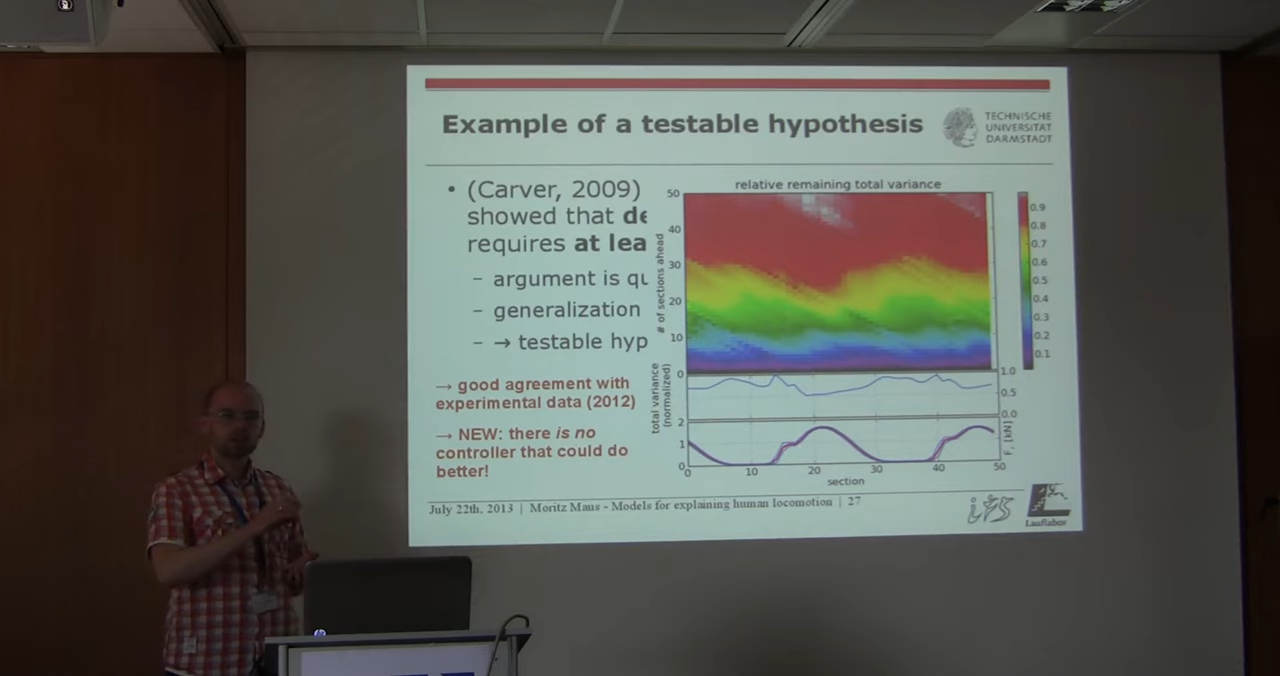 Example of a testable hypothesis
TECHNISCHE
UNIVERSITÄT
DARMSTADT
• (Carver, 2009)
showed that de
requires at lea
– argument is qu
– generalization
– → testable hyp
→ good agreement with
experimental data (2012)
→ NEW: there is no
controller that could do
better!
relative remaining total variance
# of sections ahead
50
40
30
20
10
0
0.9
0.8
0.7
0.6
0.5
0.4
0.3
0.2
0.1
total variance
(normalized)
1.0
0.5
0.0
2
1
0
F [kN]
0 10 20 30 40 50
section
July 22th, 2013 | Moritz Maus - Models for explaining human locomotion | 27
Lauflabor
hp